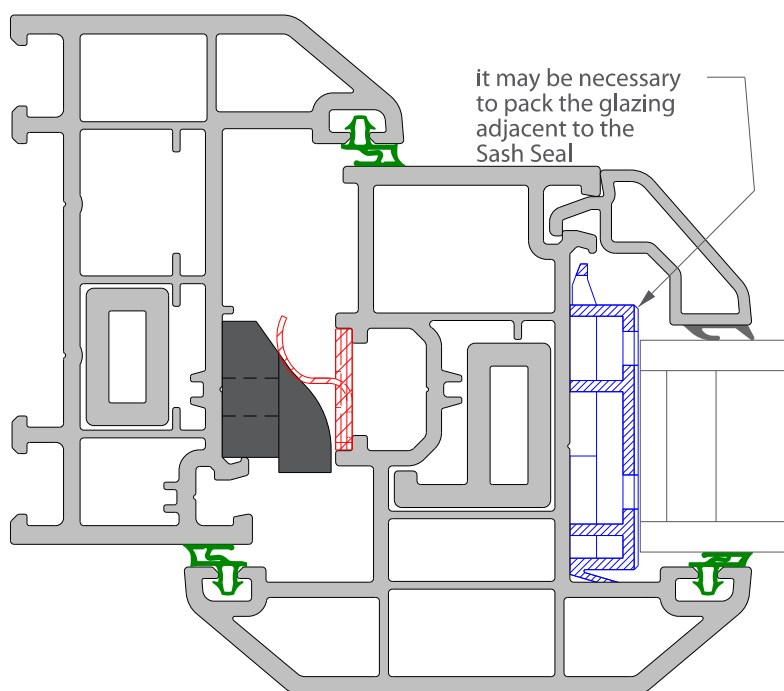 it may be necessary
to pack the glazing
adjacent to the
Sash Seal